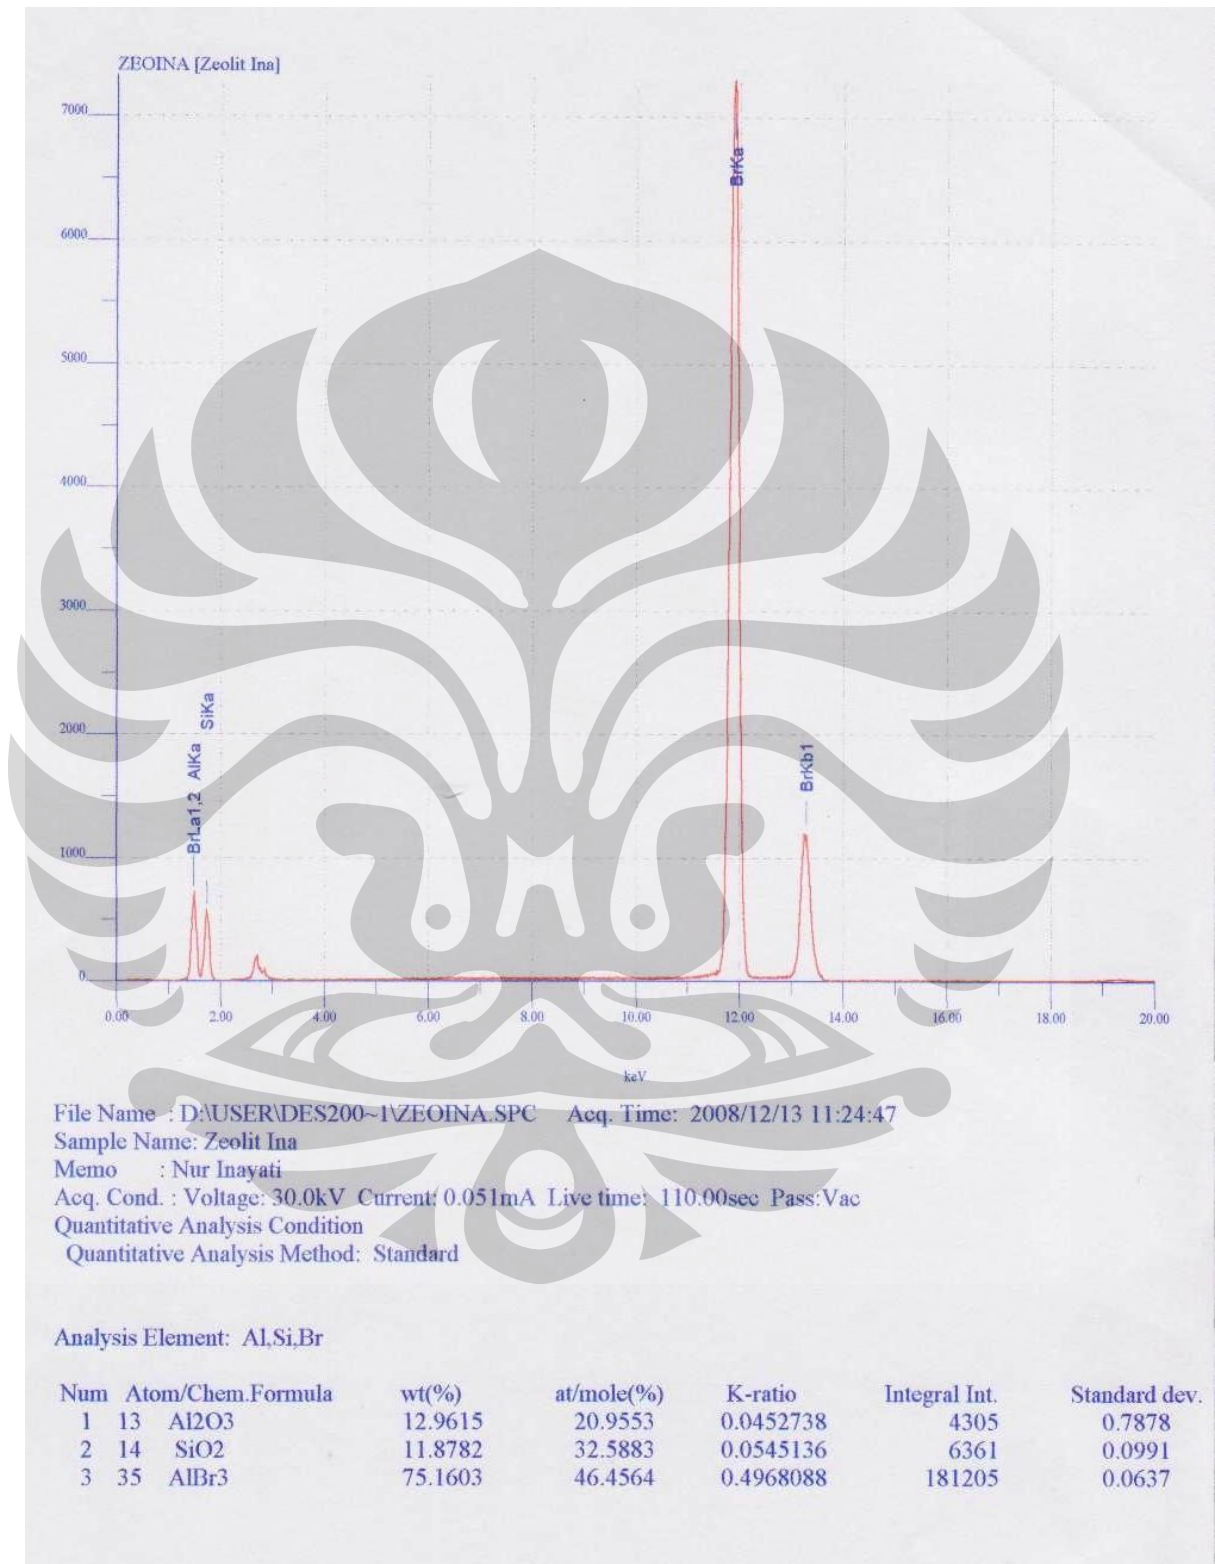 ZEOINA [Zeolit Ina]
7000
6000
5000
4000
3000
2000
1000
0
BrLa1,2 AlKa
SiKa
BrKa
BrKb1
0.00 2.00 4.00 6.00 8.00 10.00 12.00 14.00 16.00 18.00 20.00
keV
File Name : D:\USER\DES200~1\ZEOINA.SPC Acq. Time: 2008/12/13 11:24:47
Sample Name: Zeolit Ina
Memo : Nur Inayati
Acq. Cond. : Voltage: 30.0kV Current: 0.051mA Live time: 110.00sec Pass:Vac
Quantitative Analysis Condition
Quantitative Analysis Method: Standard
Analysis Element: Al,Si,Br
Num Atom/Chem.Formula wt(%) at/mole(%) K-ratio Integral Int. Standard dev.
1 13 Al2O3 12.9615 20.9553 0.0452738 4305 0.7878
2 14 SiO2 11.8782 32.5883 0.0545136 6361 0.0991
3 35 AlBr3 75.1603 46.4564 0.4968088 181205 0.0637